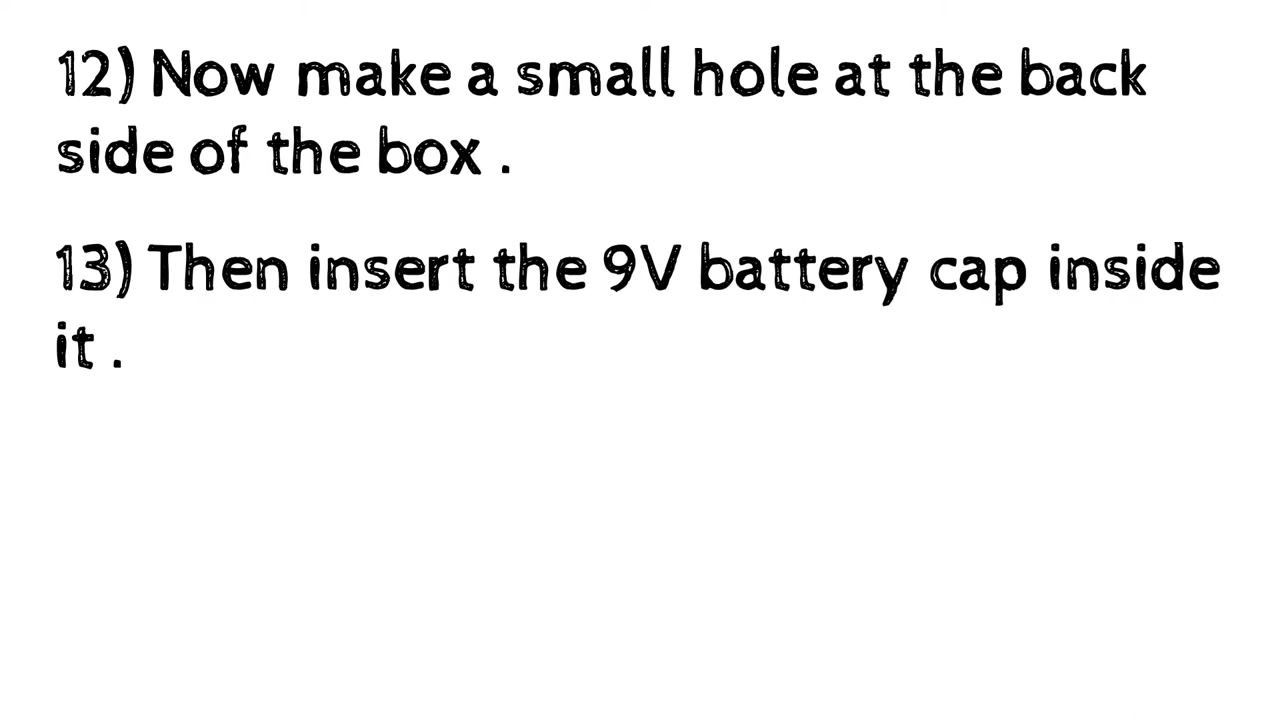 12) Now make a small hole at the back
side of the box .
13) Then insert the 9V battery cap inside
it .